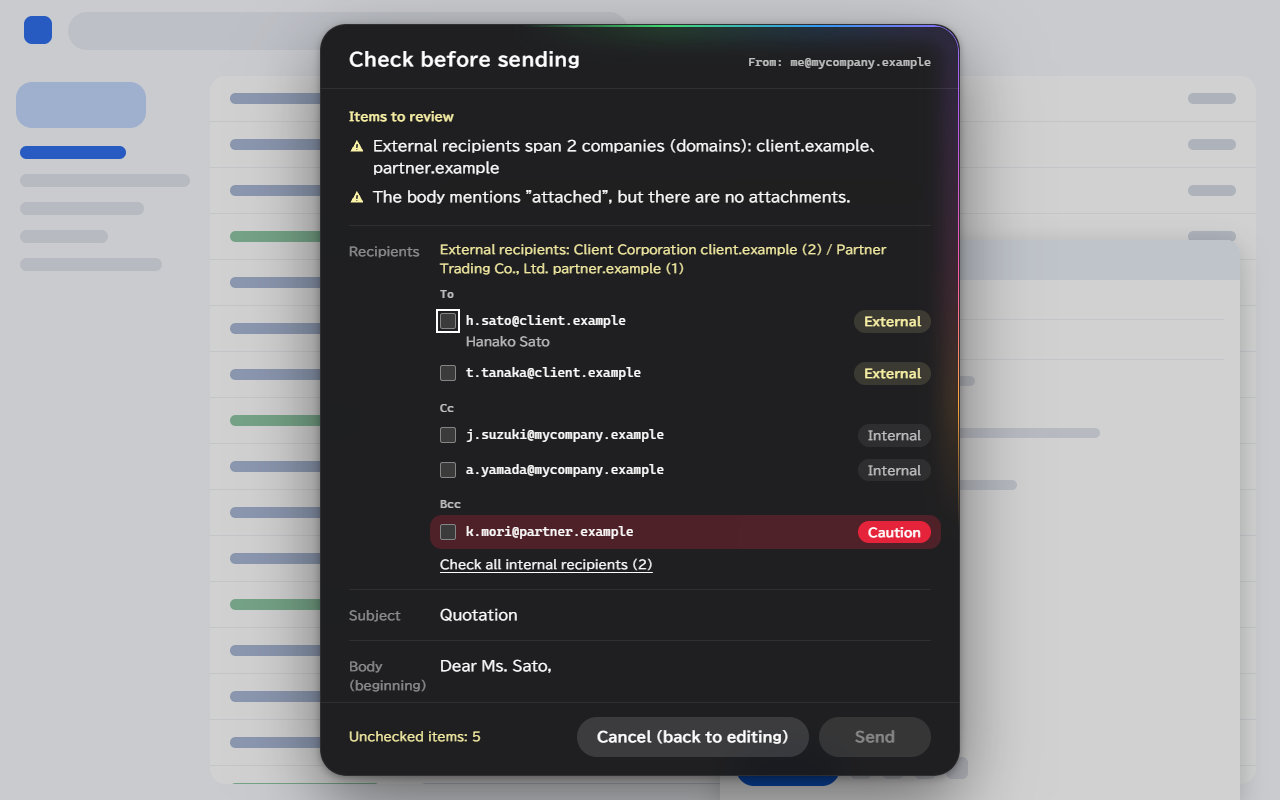 Check before sending
From: me@mycompany.example
Items to review
External recipients span 2 companies (domains): client.example、
partner.example
The body mentions "attached", but there are no attachments.
Recipients
External recipients: Client Corporation client.example (2) / Partner
Trading Co., Ltd. partner.example (1)
To
h.sato@client.example
External
Hanako Sato
t.tanaka@client.example
External
Cc
j.suzuki@mycompany.example
Internal
a.yamada@mycompany.example
Internal
Bcc
k.mori@partner.example
Caution
Check all internal recipients (2)
Subject
Quotation
Body
(beginning)
Dear Ms. Sato,
Unchecked items: 5
Cancel (back to editing)
Send